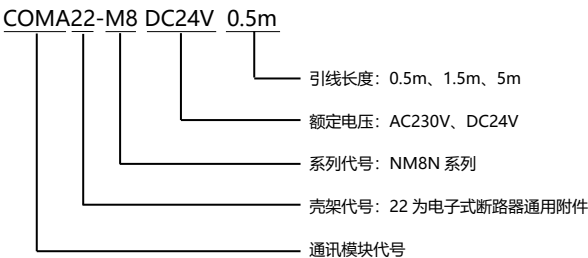 COMA22-M8 DC24V 0.5m
引线长度：0.5m、1.5m、5m
额定电压：AC230V、DC24V
系列代号：NM8N 系列
壳架代号：22 为电子式断路器通用附件
通讯模块代号